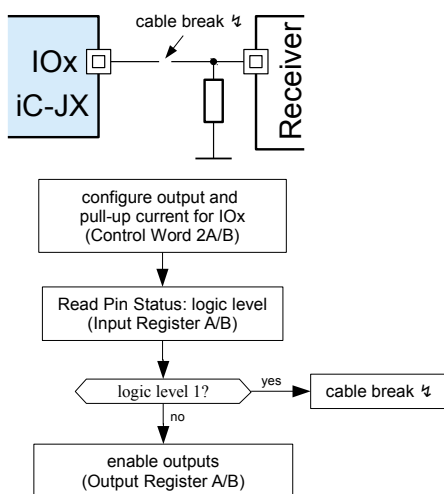 cable break ↯
IOx
iC-JX
Receiver
configure output and
pull-up current for IOx
(Control Word 2A/B)
Read Pin Status: logic level
(Input Register A/B)
logic level 1?
yes
cable break ↯
no
enable outputs
(Output Register A/B)